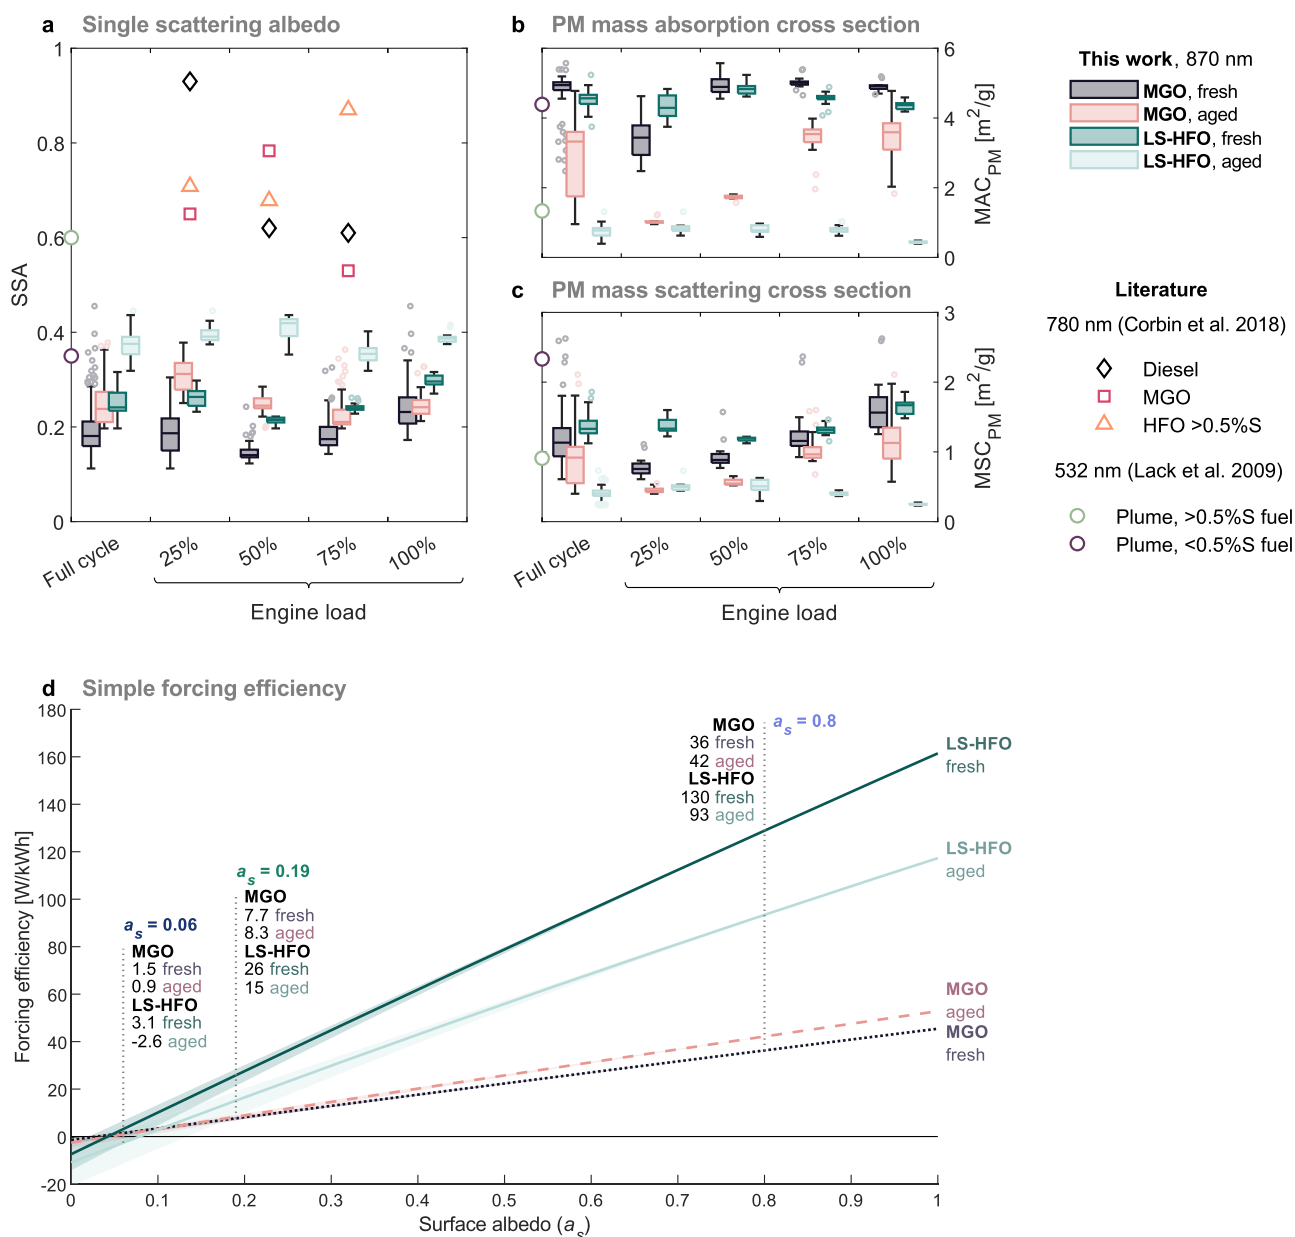 a Single scattering albedo
1
0.8
0.6
0.4
0.2
0
SSA
Full cycle
25%
50%
75%
100%
Engine load
b PM mass absorption cross section
6
4
2
0
MAC_PM [m²/g]
c PM mass scattering cross section
3
2
1
0
MSC_PM [m²/g]
Full cycle
25%
50%
75%
100%
Engine load
This work, 870 nm
MGO, fresh
MGO, aged
LS-HFO, fresh
LS-HFO, aged
Literature
780 nm (Corbin et al. 2018)
Diesel
MGO
HFO >0.5%S
532 nm (Lack et al. 2009)
Plume, >0.5%S fuel
Plume, <0.5%S fuel
d Simple forcing efficiency
180
160
140
120
100
80
60
40
20
0
-20
Forcing efficiency [W/kWh]
a_s = 0.06
MGO
1.5 fresh
0.9 aged
LS-HFO
3.1 fresh
-2.6 aged
a_s = 0.19
MGO
7.7 fresh
8.3 aged
LS-HFO
26 fresh
15 aged
a_s = 0.8
MGO
36 fresh
42 aged
LS-HFO
130 fresh
93 aged
LS-HFO
fresh
LS-HFO
aged
MGO
aged
MGO
fresh
0 0.1 0.2 0.3 0.4 0.5 0.6 0.7 0.8 0.9 1
Surface albedo (a_s)